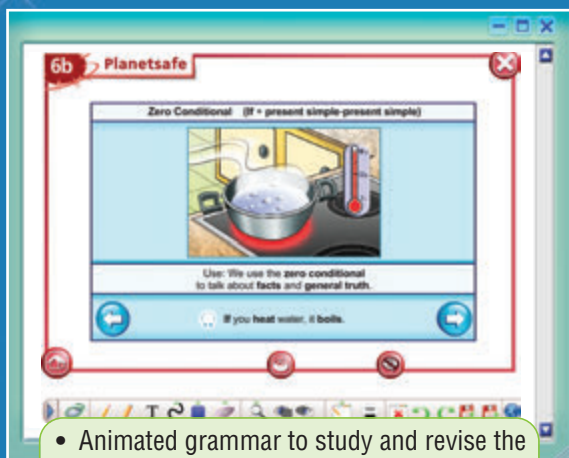 6b Planetsafe
Zero Conditional (If + present simple-present simple)
Use: We use the zero conditional
to talk about facts and general truth.
If you heat water, it boils.
• Animated grammar to study and revise the